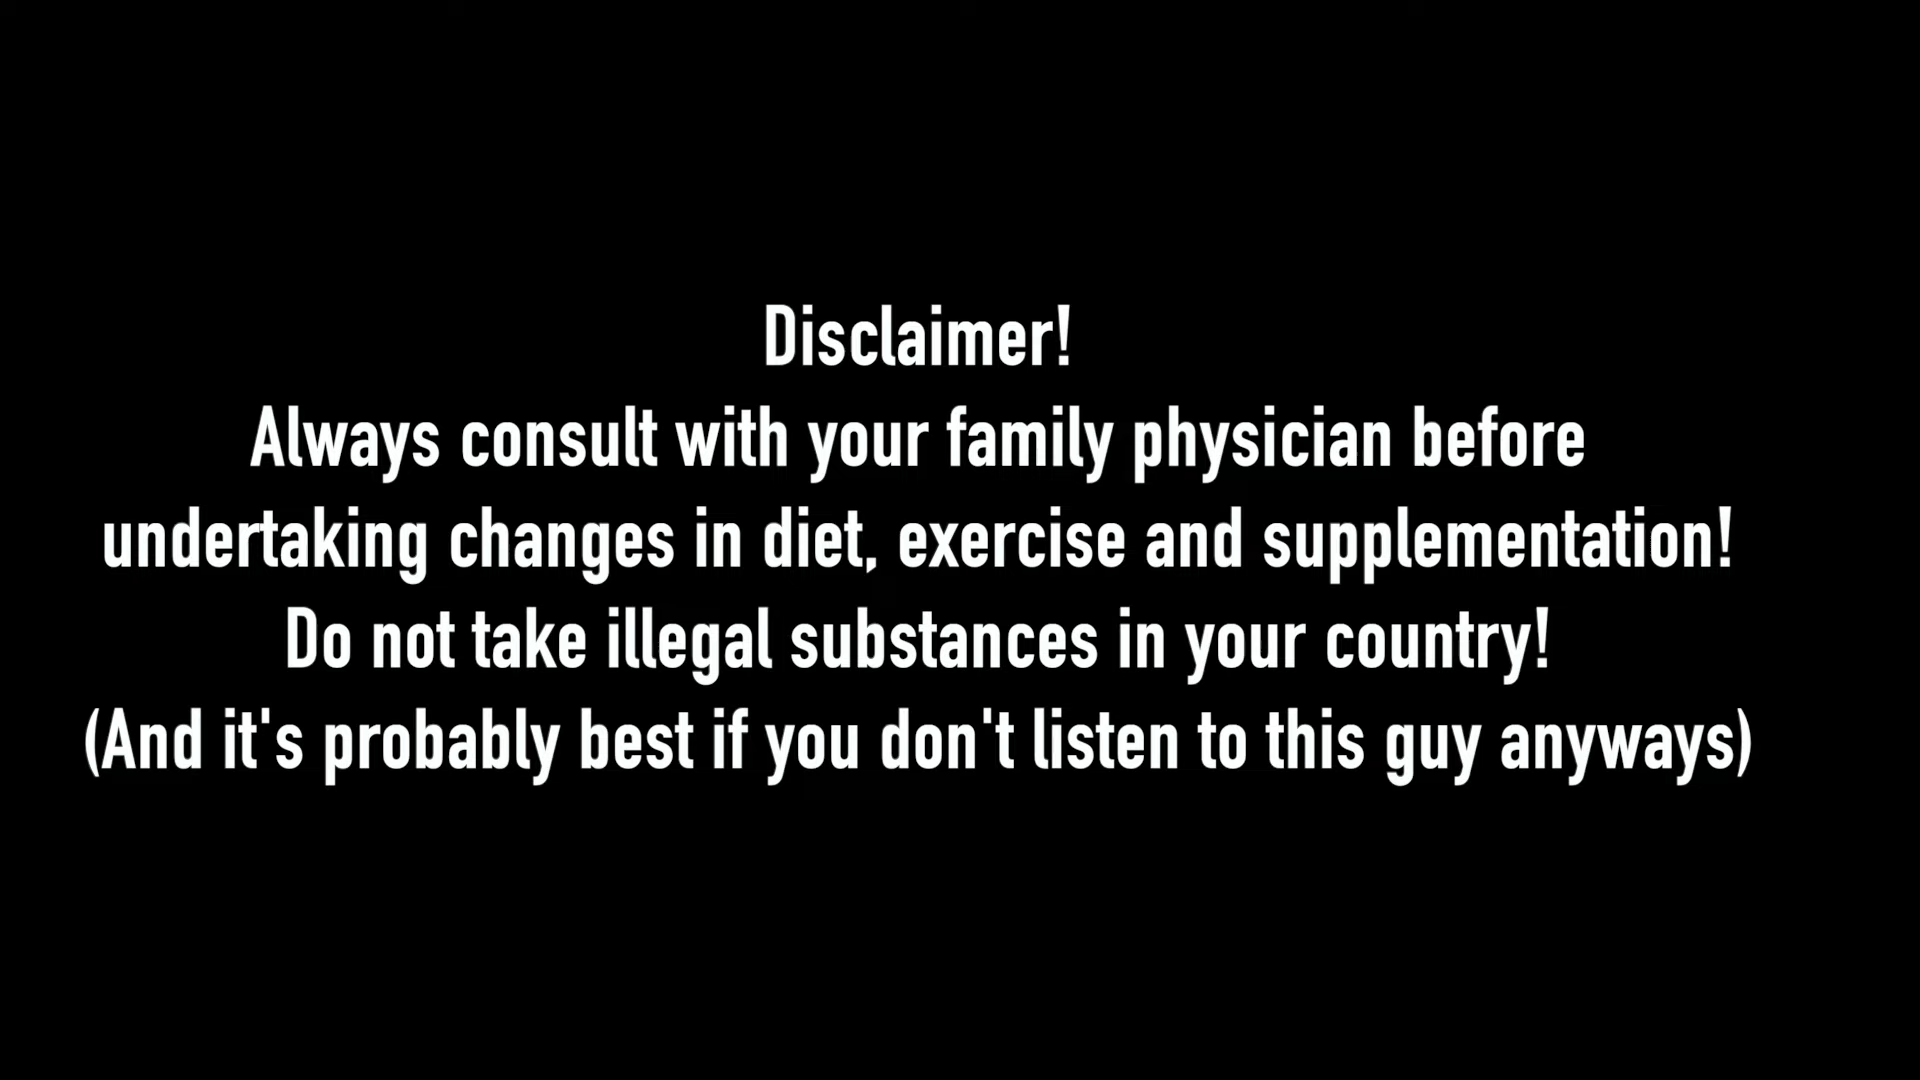 Disclaimer!
Always consult with your family physician before
undertaking changes in diet, exercise and supplementation!
Do not take illegal substances in your country!
(And it's probably best if you don't listen to this guy anyways)